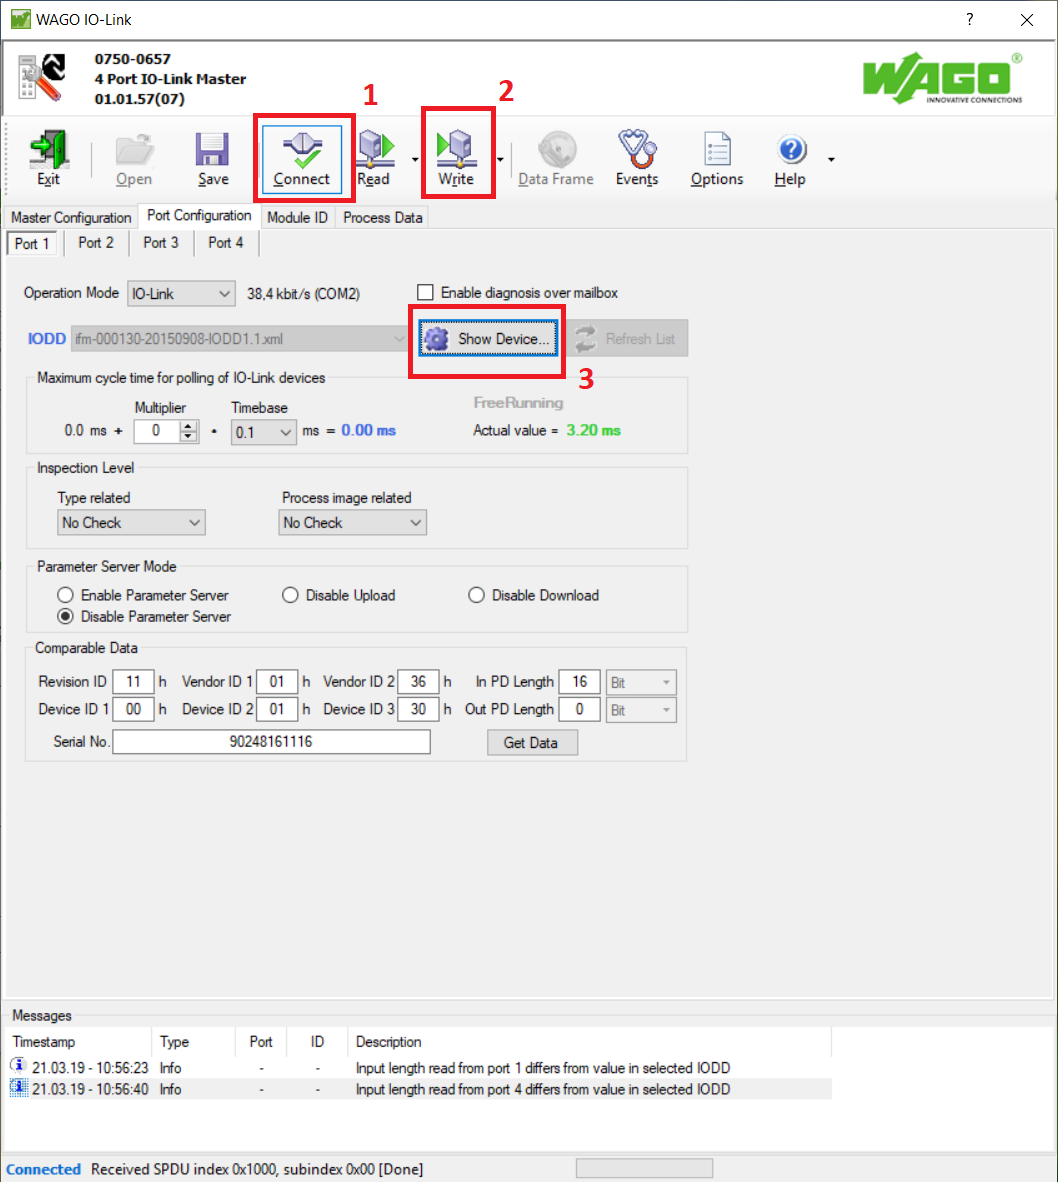 WAGO IO-Link
?
0750-0657
4 Port IO-Link Master
01.01.57(07)
WAGO ®
INNOVATIVE CONNECTIONS
1
2
Exit Open Save Connect Read Write Data Frame Events Options Help
Master Configuration Port Configuration Module ID Process Data
Port 1 Port 2 Port 3 Port 4
Operation Mode IO-Link 38,4 kbit/s (COM2) Enable diagnosis over mailbox
IODD ifm-000130-20150908-IODD1.1.xml Show Device... Refresh List
3
Maximum cycle time for polling of IO-Link devices
Multiplier Timebase FreeRunning
0.0 ms + 0 • 0.1 ms = 0.00 ms Actual value = 3.20 ms
Inspection Level
Type related Process image related
No Check No Check
Parameter Server Mode
Enable Parameter Server Disable Upload Disable Download
Disable Parameter Server
Comparable Data
Revision ID 11 h Vendor ID 1 01 h Vendor ID 2 36 h In PD Length 16 Bit
Device ID 1 00 h Device ID 2 01 h Device ID 3 30 h Out PD Length 0 Bit
Serial No. 90248161116 Get Data
Messages
Timestamp Type Port ID Description
21.03.19 - 10:56:23 Info - - Input length read from port 1 differs from value in selected IODD
21.03.19 - 10:56:40 Info - - Input length read from port 4 differs from value in selected IODD
Connected Received SPDU index 0x1000, subindex 0x00 [Done]